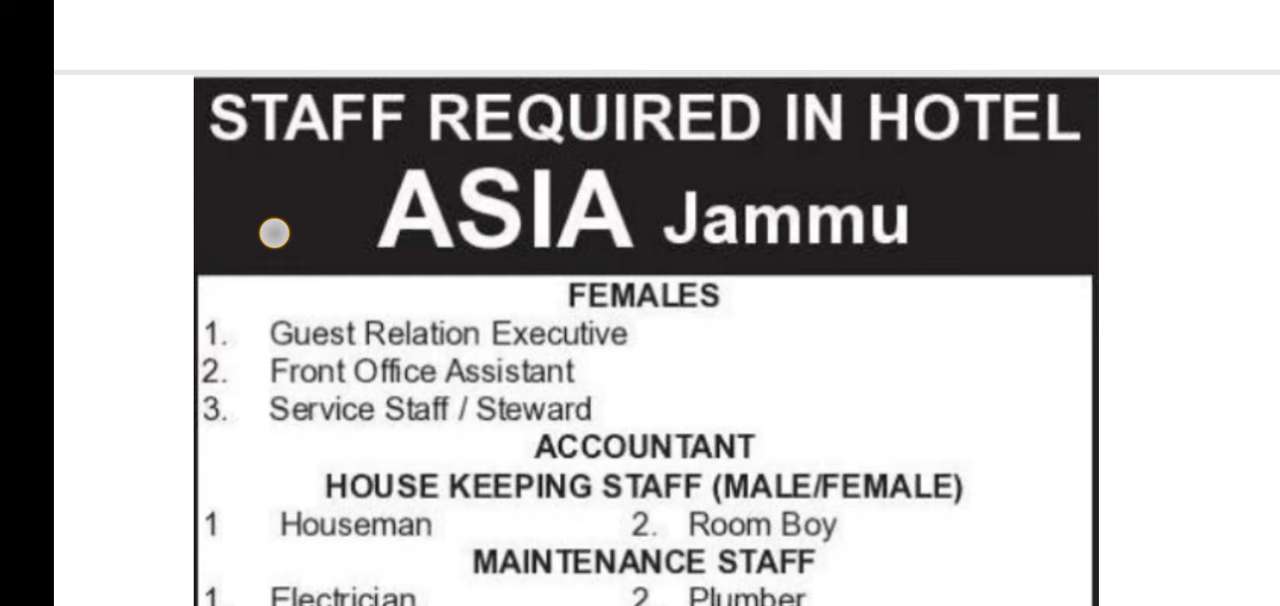 STAFF REQUIRED IN HOTEL
ASIA Jammu
FEMALES
1. Guest Relation Executive
2. Front Office Assistant
3. Service Staff / Steward
ACCOUNTANT
HOUSE KEEPING STAFF (MALE/FEMALE)
1 Houseman 2. Room Boy
MAINTENANCE STAFF
1. Electrician 2. Plumber